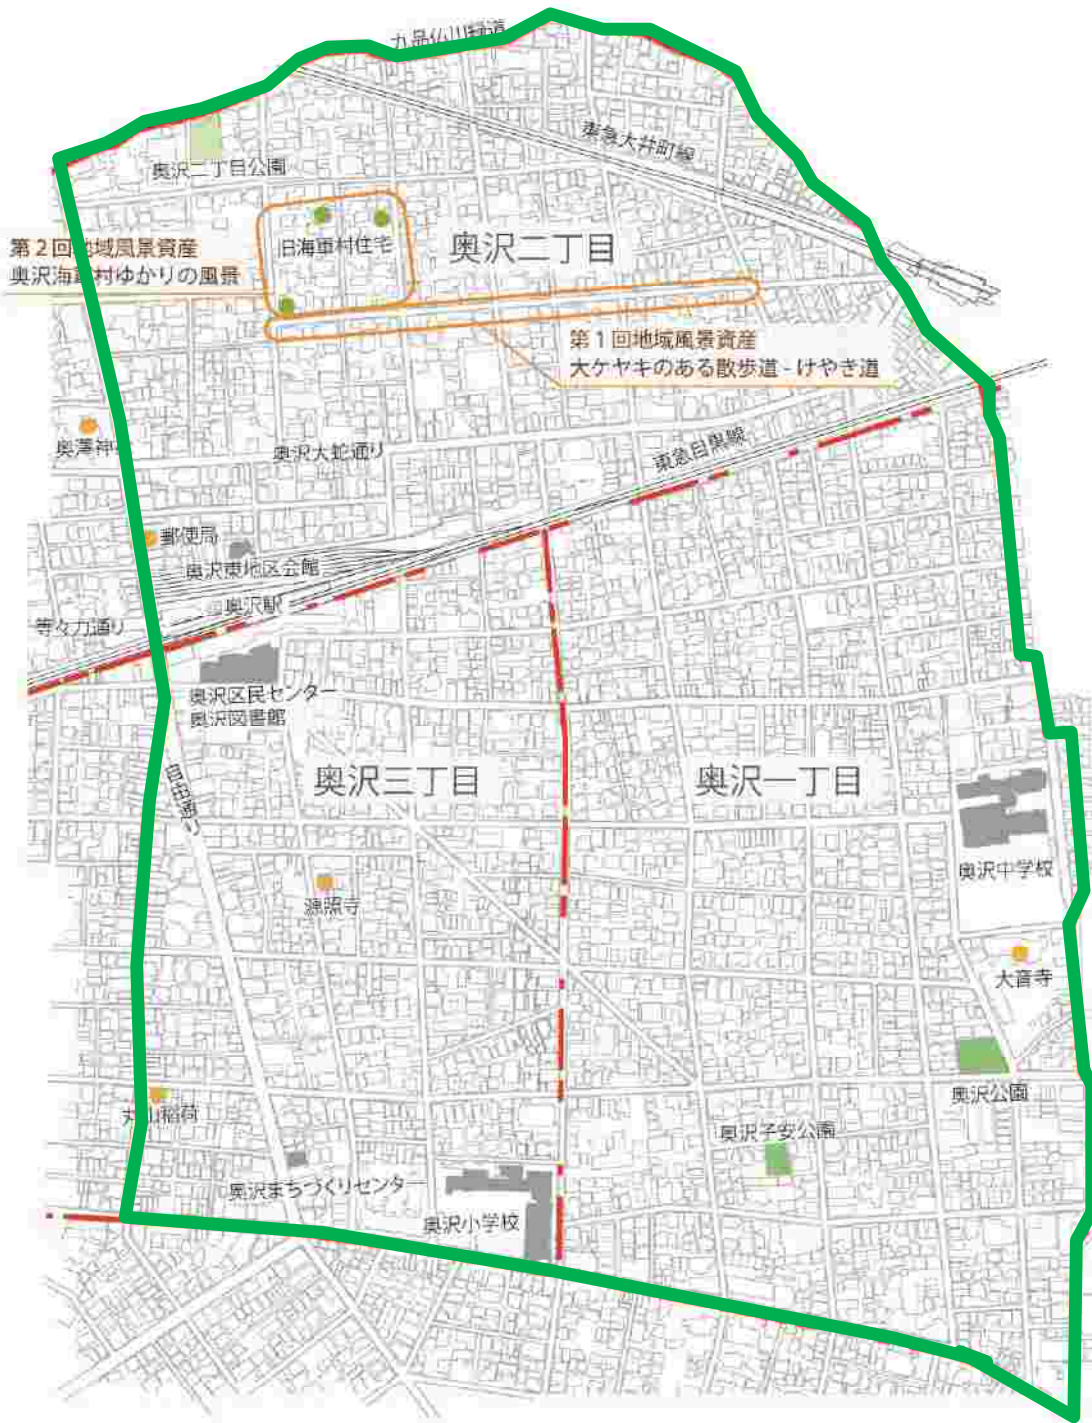 九品仏川緑道
東急大井町線
奥沢二丁目公園
奥沢二丁目
旧海軍村住宅
第2回地域風景資産
奥沢海軍村ゆかりの風景
第1回地域風景資産
大ケヤキのある散歩道-けやき道
奥澤神社
奥沢大蛇通り
東急目黒線
郵便局
奥沢東地区会館
奥沢駅
等々力通り
奥沢区民センター
奥沢図書館
奥沢三丁目
奥沢一丁目
自由通り
奥沢中学校
源照寺
大音寺
奥沢公園
丸山稲荷
奥沢子安公園
奥沢まちづくりセンター
奥沢小学校